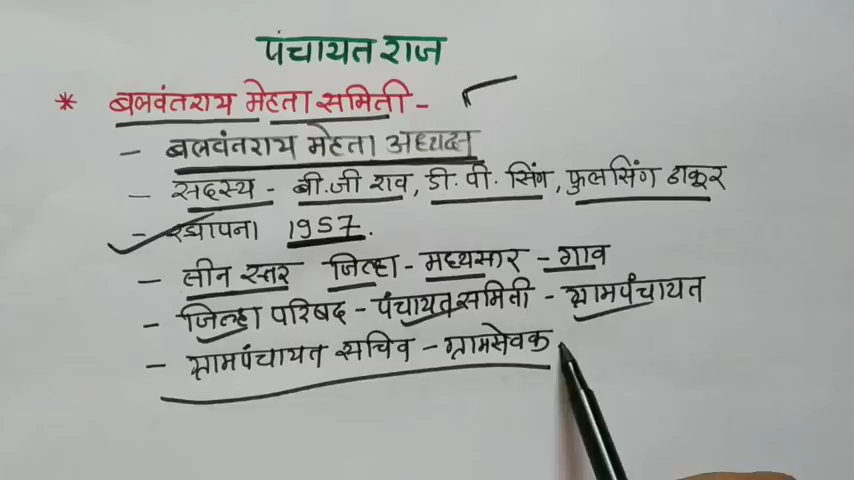 पंचायत राज
* बलवंतराय मेहता समिती -
- बलवंतराय मेहता अध्यक्ष
- सदस्य - बी.जी राव, डी.पी. सिंग, फुलसिंग ठाकूर
- स्थापना 1957.
- तीन स्तर जिल्हा - मध्यस्तर - गाव
- जिल्हा परिषद - पंचायत समिती - ग्रामपंचायत
- ग्रामपंचायत सचिव - ग्रामसेवक